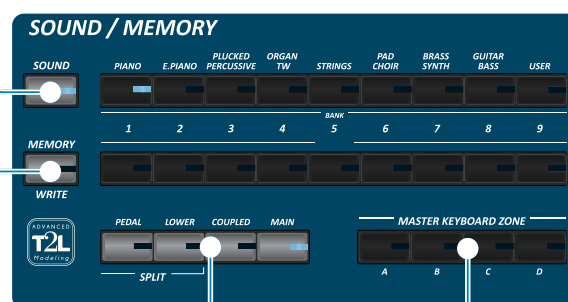 SOUND / MEMORY
SOUND
PIANO E.PIANO PLUCKED PERCUSSIVE ORGAN TW STRINGS PAD CHOIR BRASS SYNTH GUITAR BASS USER
BANK
1 2 3 4 5 6 7 8 9
MEMORY
WRITE
ADVANCED
T2L
Modeling
PEDAL LOWER COUPLED MAIN
SPLIT
MASTER KEYBOARD ZONE
A B C D